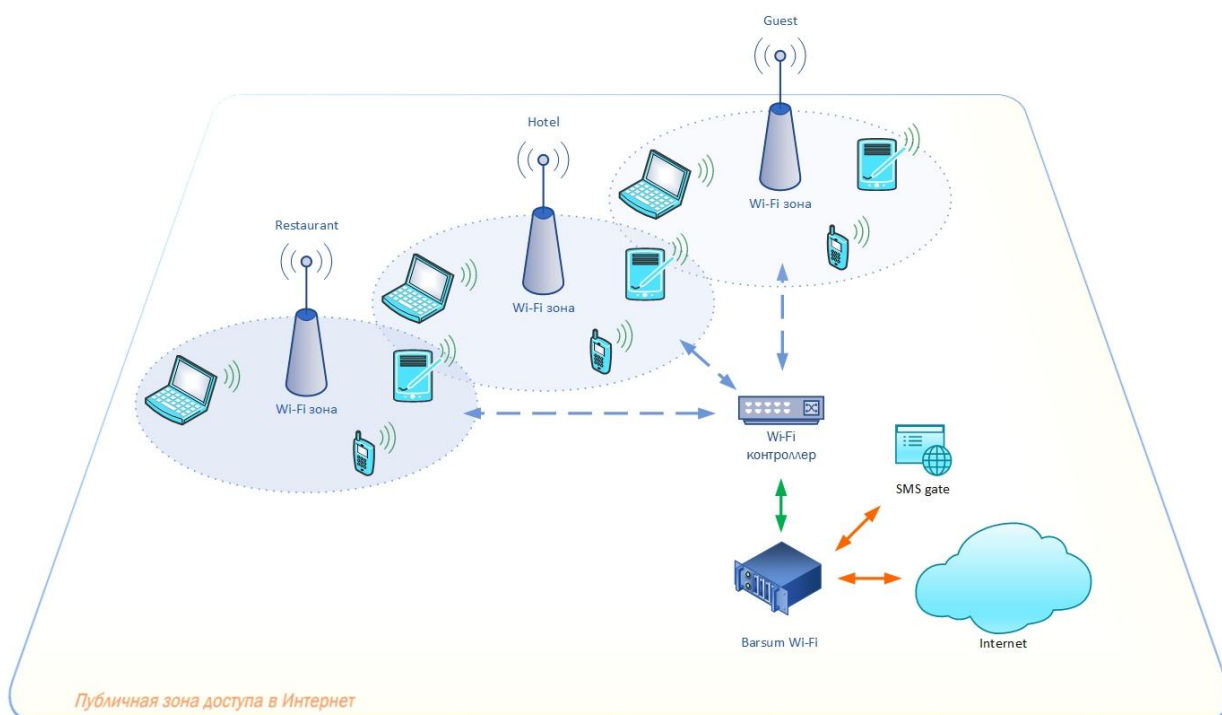 Guest
Hotel
Wi-Fi зона
Restaurant
Wi-Fi зона
Wi-Fi зона
Wi-Fi
контроллер
SMS gate
Barsum Wi-Fi
Internet
Публичная зона доступа в Интернет